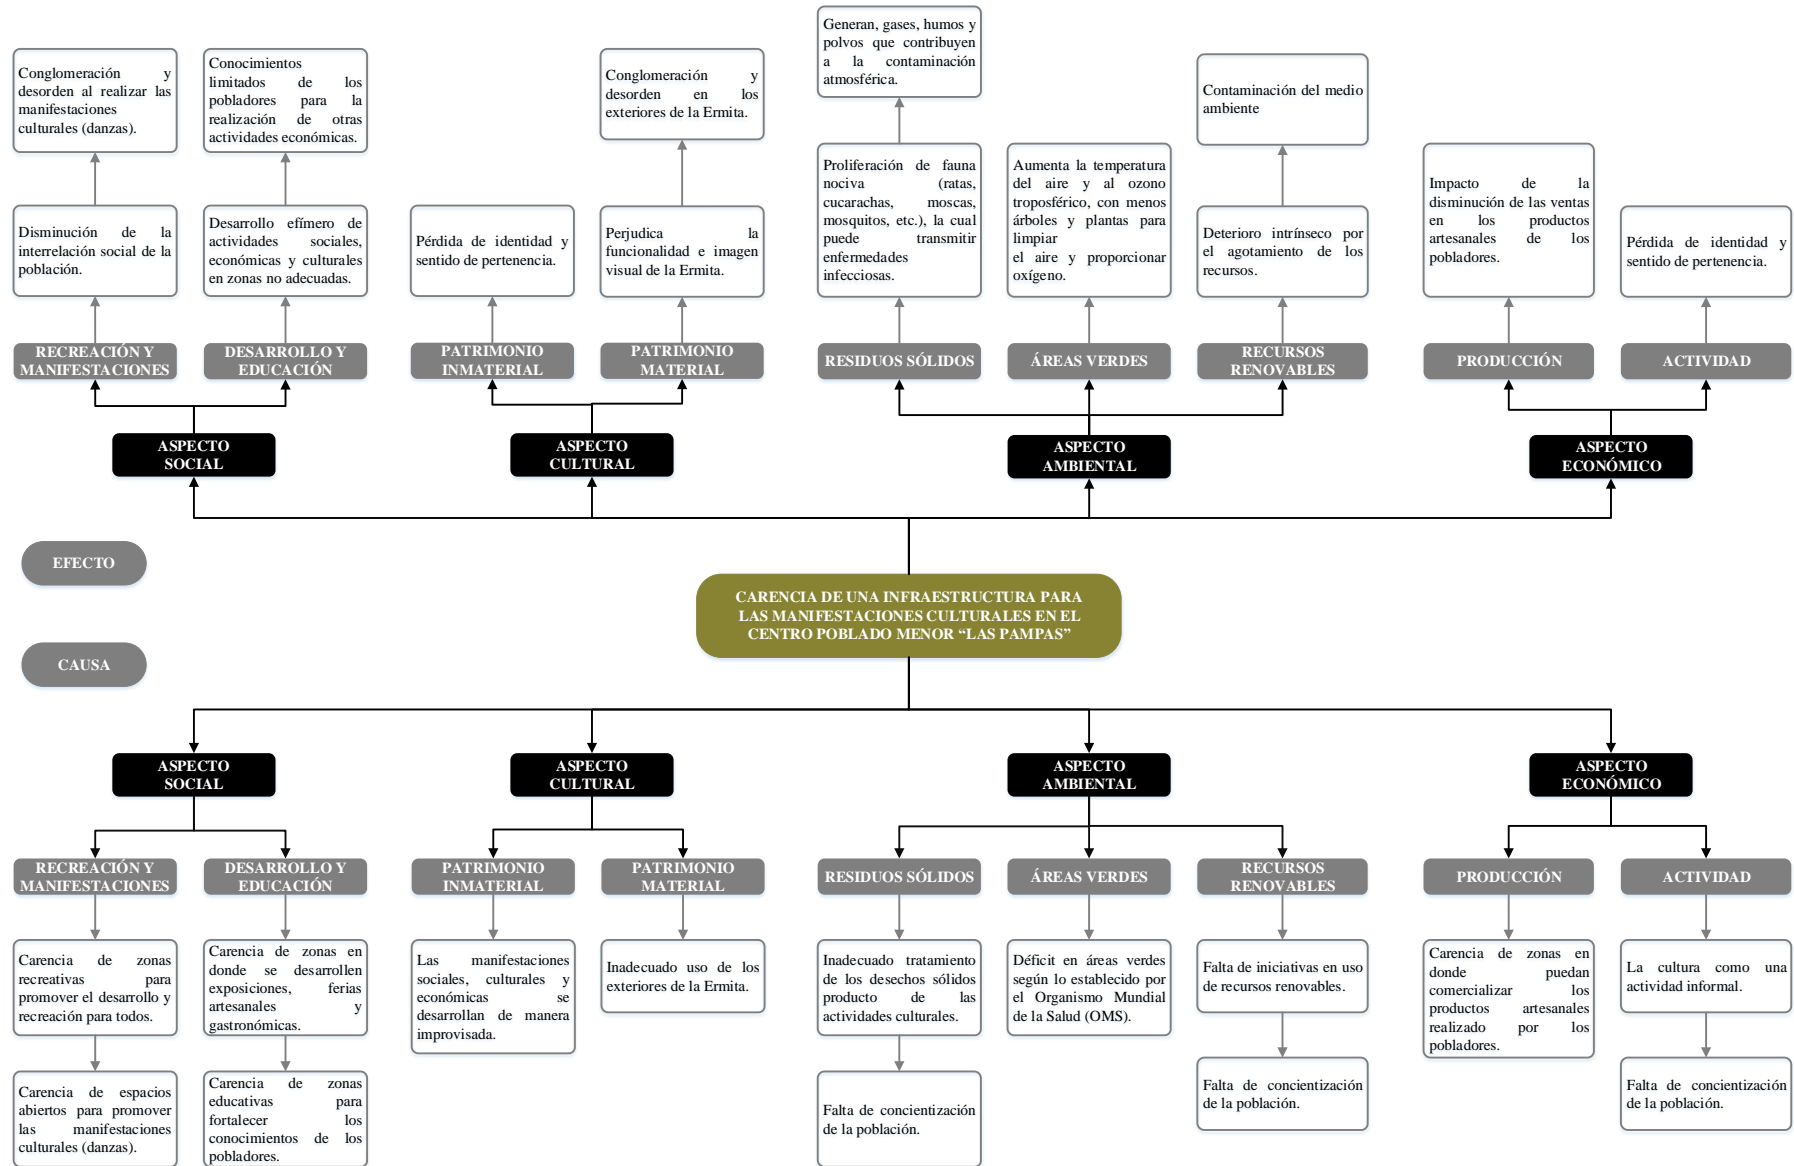 Generan, gases, humos y
polvos que contribuyen
a la contaminación
atmosférica.
Conglomeración y
desorden al realizar las
manifestaciones
culturales (danzas).
Conocimientos
limitados de los
pobladores para la
realización de otras
actividades económicas.
Conglomeración y
desorden en los
exteriores de la Ermita.
Contaminación del medio
ambiente
Disminución de la
interrelación social de la
población.
Desarrollo efímero de
actividades sociales,
económicas y culturales
en zonas no adecuadas.
Pérdida de identidad y
sentido de pertenencia.
Perjudica la
funcionalidad e imagen
visual de la Ermita.
Proliferación de fauna
nociva (ratas,
cucarachas, moscas,
mosquitos, etc.), la cual
puede transmitir
enfermedades
infecciosas.
Aumenta la temperatura
del aire y al ozono
troposférico, con menos
árboles y plantas para
limpiar
el aire y proporcionar
oxígeno.
Deterioro intrínseco por
el agotamiento de los
recursos.
Impacto de la
disminución de las ventas
en los productos
artesanales de los
pobladores.
Pérdida de identidad y
sentido de pertenencia.
RECREACIÓN Y
MANIFESTACIONES
DESARROLLO Y
EDUCACIÓN
PATRIMONIO
INMATERIAL
PATRIMONIO
MATERIAL
RESIDUOS SÓLIDOS
ÁREAS VERDES
RECURSOS
RENOVABLES
PRODUCCIÓN
ACTIVIDAD
ASPECTO
SOCIAL
ASPECTO
CULTURAL
ASPECTO
AMBIENTAL
ASPECTO
ECONÓMICO
EFECTO
CARENCIA DE UNA INFRAESTRUCTURA PARA
LAS MANIFESTACIONES CULTURALES EN EL
CENTRO POBLADO MENOR “LAS PAMPAS”
CAUSA
ASPECTO
SOCIAL
ASPECTO
CULTURAL
ASPECTO
AMBIENTAL
ASPECTO
ECONÓMICO
RECREACIÓN Y
MANIFESTACIONES
DESARROLLO Y
EDUCACIÓN
PATRIMONIO
INMATERIAL
PATRIMONIO
MATERIAL
RESIDUOS SÓLIDOS
ÁREAS VERDES
RECURSOS
RENOVABLES
PRODUCCIÓN
ACTIVIDAD
Carencia de zonas
recreativas para
promover el desarrollo y
recreación para todos.
Carencia de zonas en
donde se desarrollen
exposiciones, ferias
artesanales y
gastronómicas.
Las manifestaciones
sociales, culturales y
económicas se
desarrollan de manera
improvisada.
Inadecuado uso de los
exteriores de la Ermita.
Inadecuado tratamiento
de los desechos sólidos
producto de las
actividades culturales.
Déficit en áreas verdes
según lo establecido por
el Organismo Mundial
de la Salud (OMS).
Falta de iniciativas en uso
de recursos renovables.
Carencia de zonas en
donde puedan
comercializar los
productos artesanales
realizado por los
pobladores.
La cultura como una
actividad informal.
Carencia de espacios
abiertos para promover
las manifestaciones
culturales (danzas).
Carencia de zonas
educativas para
fortalecer los
conocimientos de los
pobladores.
Falta de concientización
de la población.
Falta de concientización
de la población.
Falta de concientización
de la población.